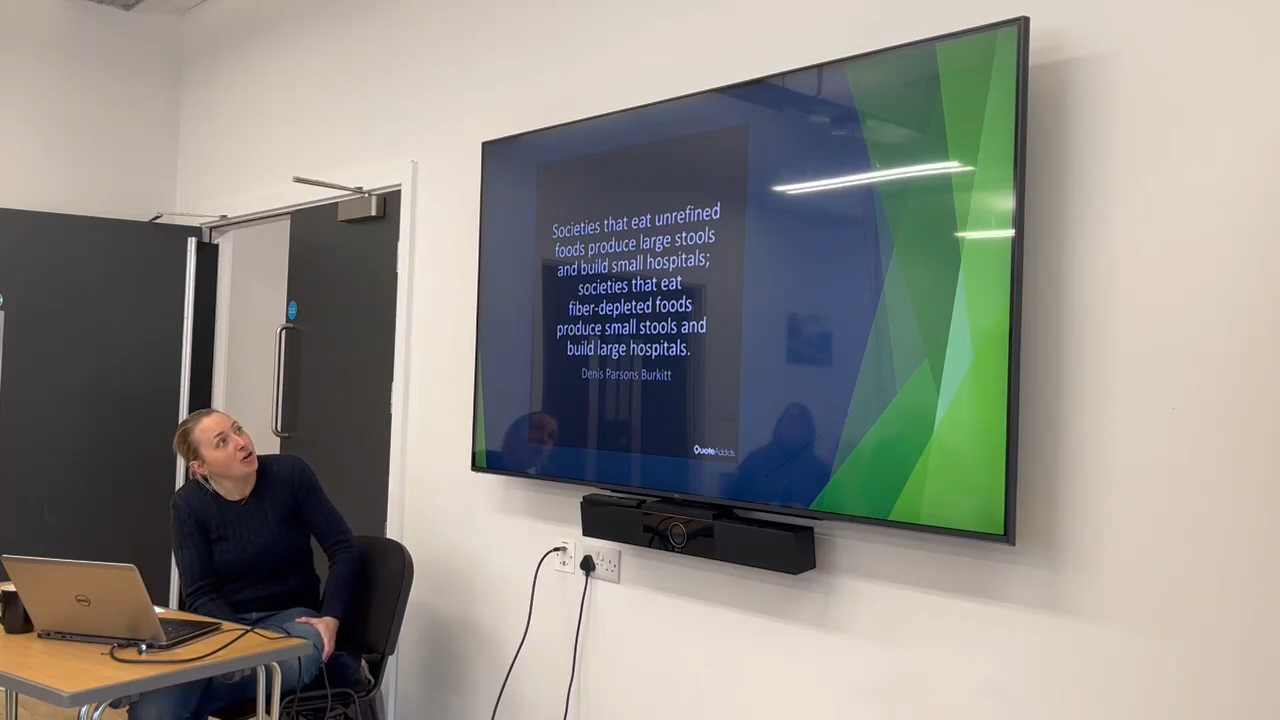 Societies that eat unrefined
foods produce large stools
and build small hospitals;
societies that eat
fiber-depleted foods
produce small stools and
build large hospitals.
Denis Parsons Burkitt
QuoteAddicts
DELL